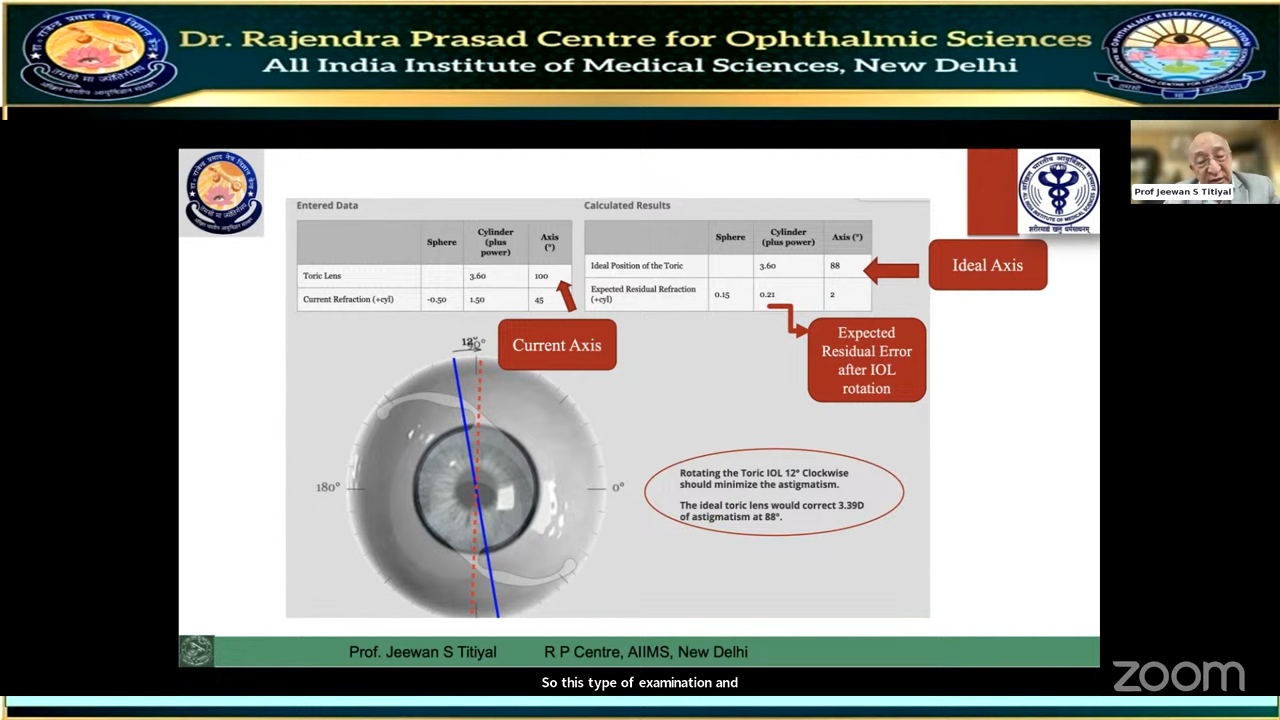 Dr. Rajendra Prasad Centre for Ophthalmic Sciences
All India Institute of Medical Sciences, New Delhi
Prof Jeewan S Titiyal
Entered Data
Sphere Cylinder (plus power) Axis (°)
Toric Lens 3.60 100
Current Refraction (+cyl) -0.50 1.50 45
Calculated Results
Sphere Cylinder (plus power) Axis (°)
Ideal Position of the Toric 3.60 88
Expected Residual Refraction (+cyl) 0.15 0.21 2
Ideal Axis
Current Axis
Expected
Residual Error
after IOL
rotation
180°
0°
Rotating the Toric IOL 12° Clockwise
should minimize the astigmatism.
The ideal toric lens would correct 3.39D
of astigmatism at 88°.
Prof. Jeewan S Titiyal R P Centre, AIIMS, New Delhi
zoom
So this type of examination and